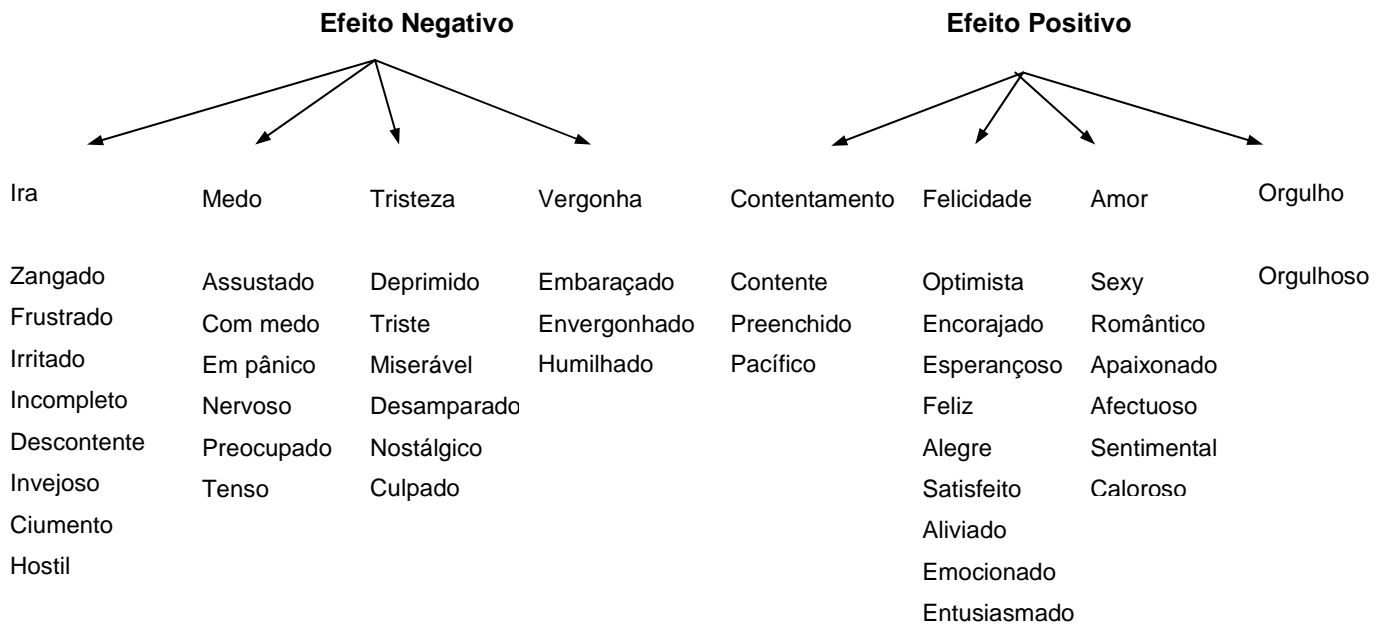 Efeito Negativo
Efeito Positivo
Ira
Medo
Tristeza
Vergonha
Contentamento
Felicidade
Amor
Orgulho
Zangado
Frustrado
Irritado
Incompleto
Descontente
Invejoso
Ciumento
Hostil
Assustado
Com medo
Em pânico
Nervoso
Preocupado
Tenso
Deprimido
Triste
Miserável
Desamparado
Nostálgico
Culpado
Embaraçado
Envergonhado
Humilhado
Contente
Preenchido
Pacífico
Optimista
Encorajado
Esperançoso
Feliz
Alegre
Satisfeito
Aliviado
Emocionado
Entusiasmado
Sexy
Romântico
Apaixonado
Afectuoso
Sentimental
Caloroso
Orgulhoso